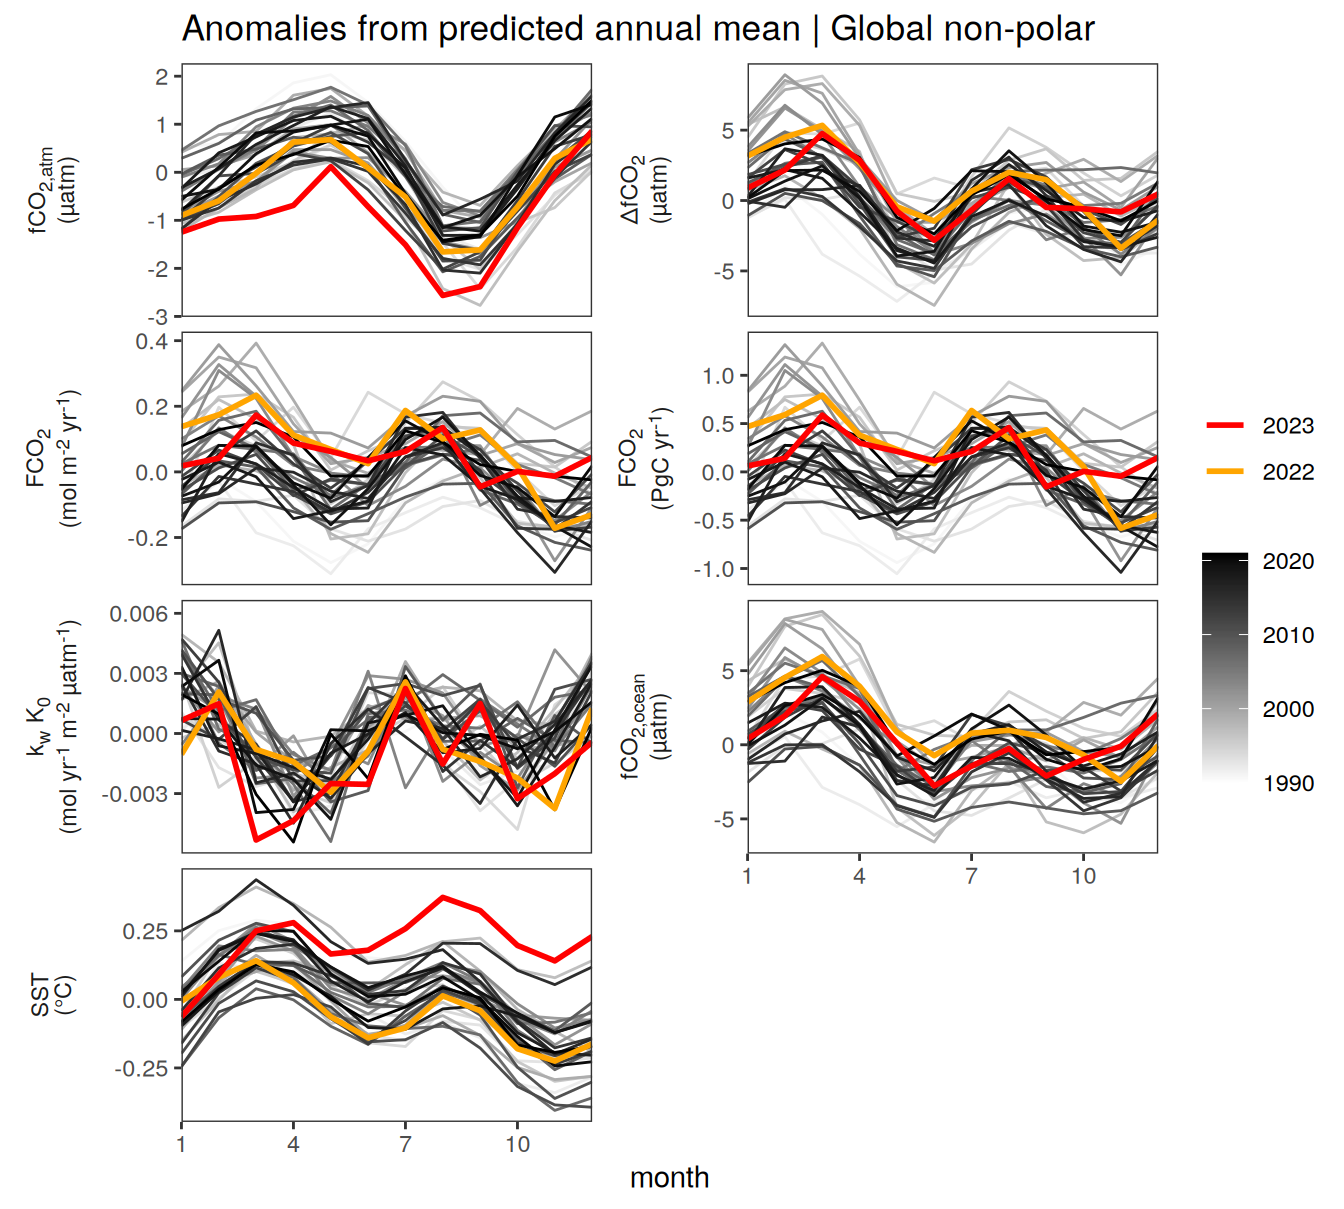 Anomalies from predicted annual mean | Global non-polar
fCO2,atm
(µatm)
2
1
0
-1
-2
-3
ΔfCO2
(µatm)
5
0
-5
FCO2
(mol m-2 yr-1)
0.4
0.2
0.0
-0.2
FCO2
(PgC yr-1)
1.0
0.5
0.0
-0.5
-1.0
kw K0
(mol yr-1 m-2 µatm-1)
0.006
0.003
0.000
-0.003
fCO2,ocean
(µatm)
5
0
-5
1 4 7 10
SST
(°C)
0.25
0.00
-0.25
1 4 7 10
month
2023
2022
2020
2010
2000
1990